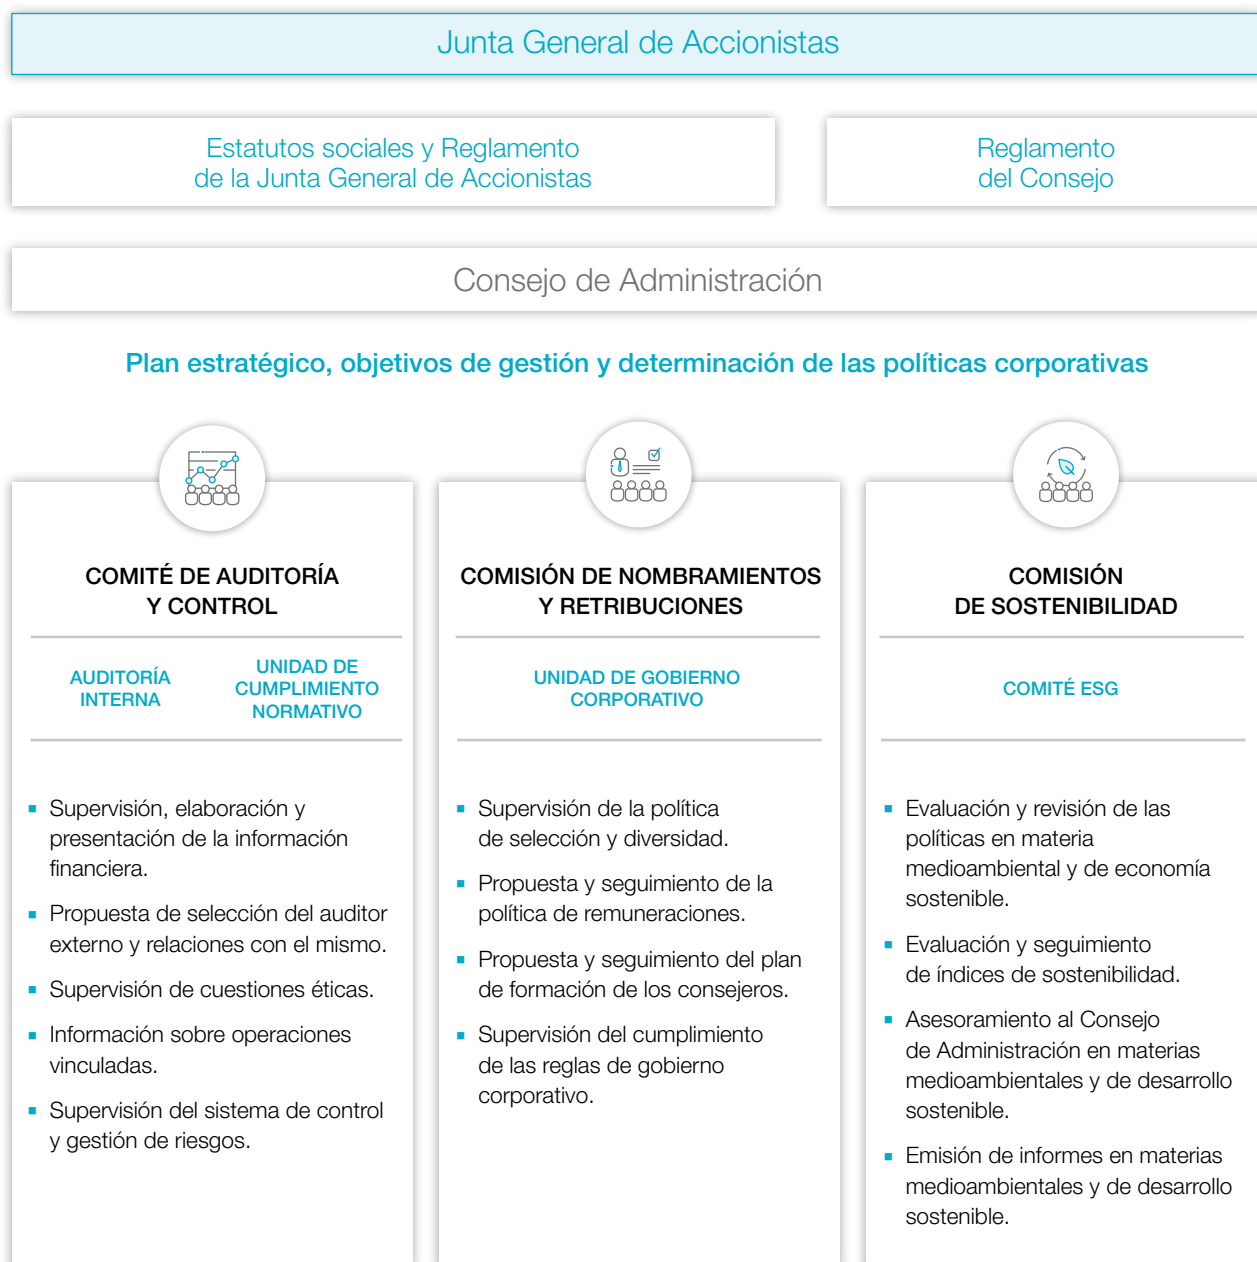 Junta General de Accionistas
Estatutos sociales y Reglamento
de la Junta General de Accionistas
Reglamento
del Consejo
Consejo de Administración
Plan estratégico, objetivos de gestión y determinación de las políticas corporativas
COMITÉ DE AUDITORÍA
Y CONTROL
AUDITORÍA
INTERNA
UNIDAD DE
CUMPLIMIENTO
NORMATIVO
▪ Supervisión, elaboración y
presentación de la información
financiera.
▪ Propuesta de selección del auditor
externo y relaciones con el mismo.
▪ Supervisión de cuestiones éticas.
▪ Información sobre operaciones
vinculadas.
▪ Supervisión del sistema de control
y gestión de riesgos.
COMISIÓN DE NOMBRAMIENTOS
Y RETRIBUCIONES
UNIDAD DE GOBIERNO
CORPORATIVO
▪ Supervisión de la política
de selección y diversidad.
▪ Propuesta y seguimiento de la
política de remuneraciones.
▪ Propuesta y seguimiento del plan
de formación de los consejeros.
▪ Supervisión del cumplimiento
de las reglas de gobierno
corporativo.
COMISIÓN
DE SOSTENIBILIDAD
COMITÉ ESG
▪ Evaluación y revisión de las
políticas en materia
medioambiental y de economía
sostenible.
▪ Evaluación y seguimiento
de índices de sostenibilidad.
▪ Asesoramiento al Consejo
de Administración en materias
medioambientales y de desarrollo
sostenible.
▪ Emisión de informes en materias
medioambientales y de desarrollo
sostenible.